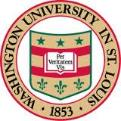 WASHINGTON UNIVERSITY IN ST. LOUIS
Per
Veritatem
Vis
· 1853 ·